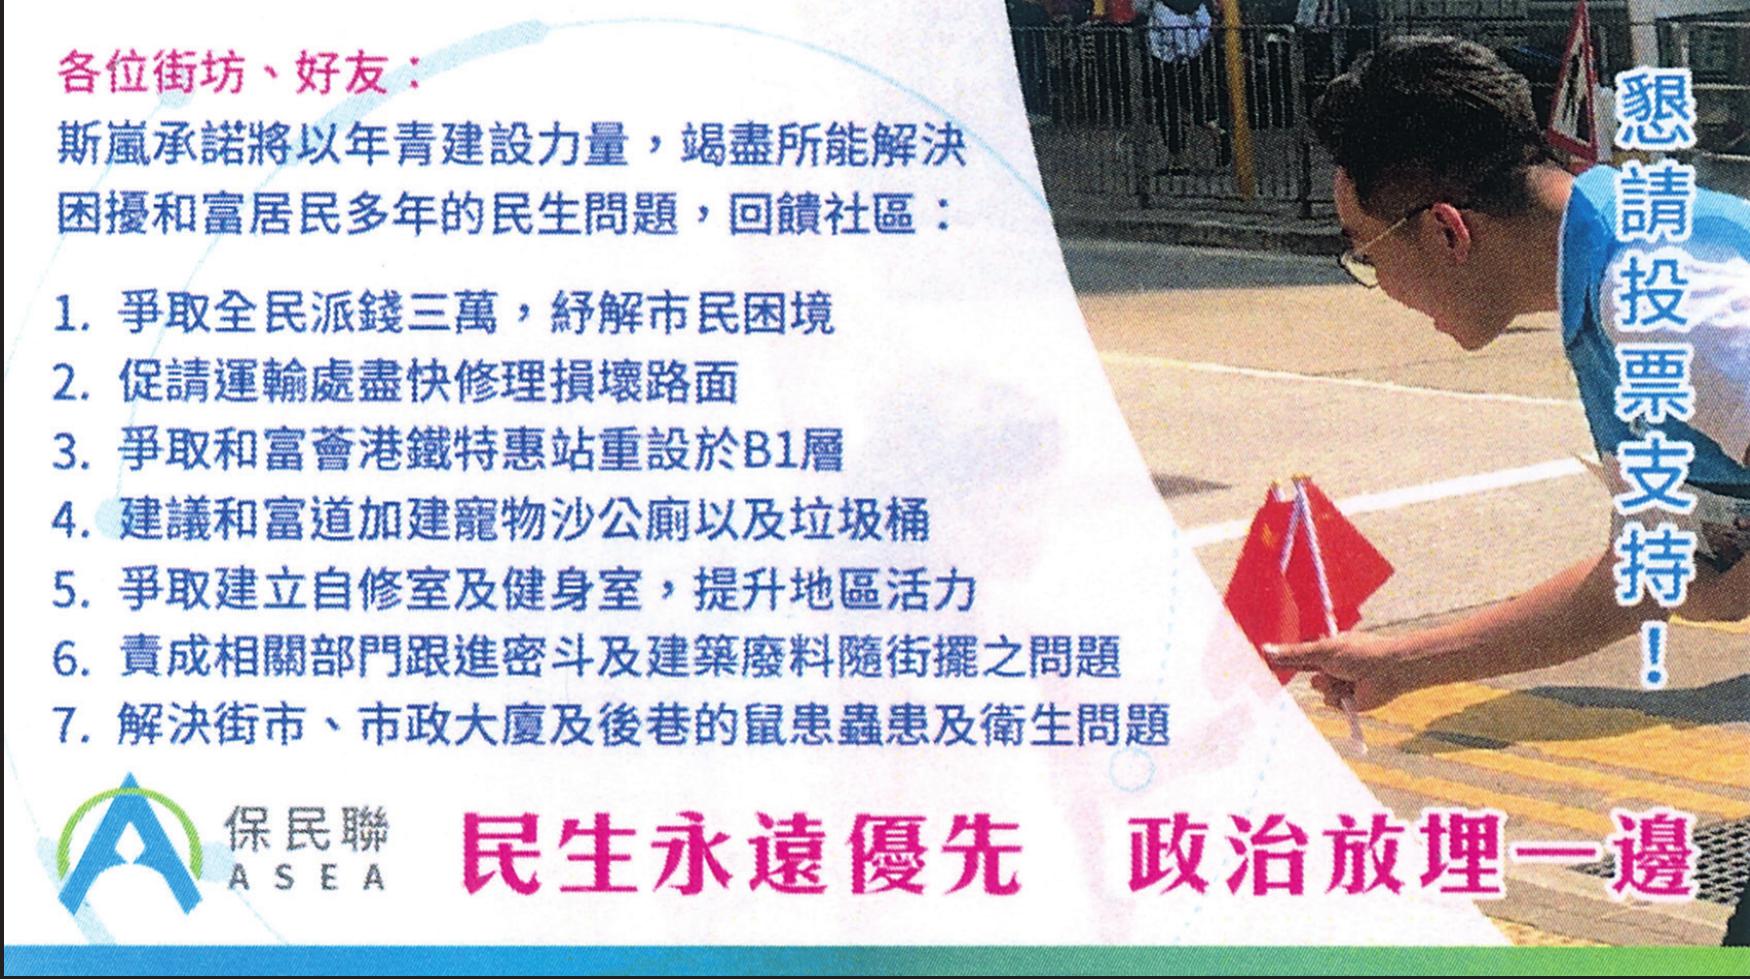 各位街坊、好友：
斯嵐承諾將以年青建設力量，竭盡所能解決
困擾和富居民多年的民生問題，回饋社區：
1. 爭取全民派錢三萬，紓解市民困境
2. 促請運輸處盡快修理損壞路面
3. 爭取和富薈港鐵特惠站重設於B1層
4. 建議和富道加建寵物沙公廁以及垃圾桶
5. 爭取建立自修室及健身室，提升地區活力
6. 責成相關部門跟進密斗及建築廢料隨街擺之問題
7. 解決街市、市政大廈及後巷的鼠患蟲患及衛生問題
懇請投票支持！
保民聯
ASEA
民生永遠優先 政治放埋一邊